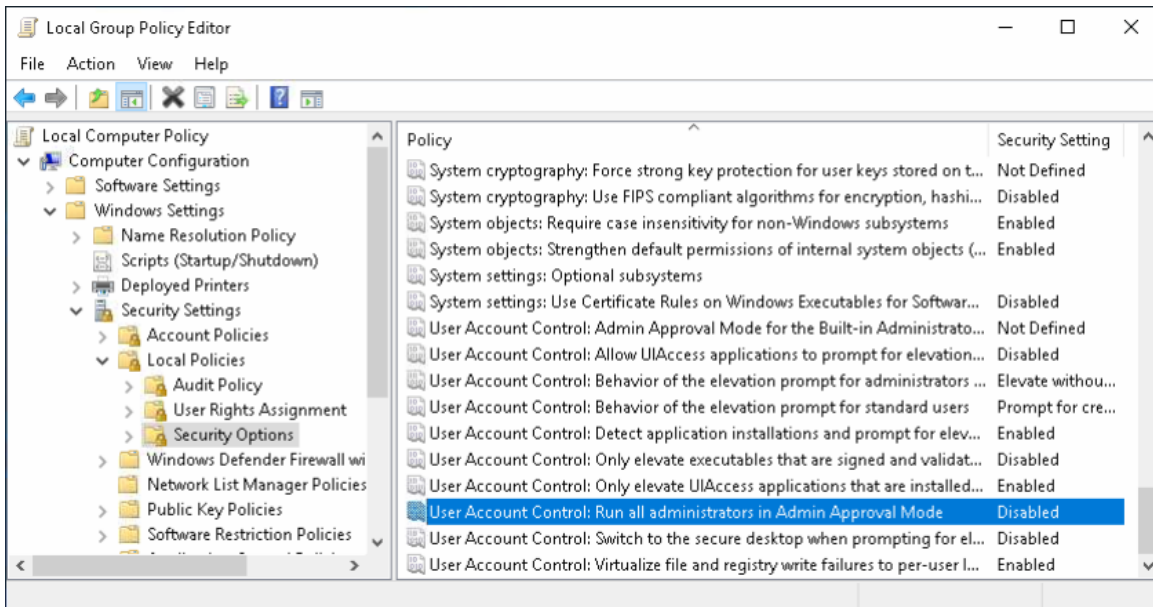 Local Group Policy Editor
File Action View Help
Local Computer Policy
Computer Configuration
Software Settings
Windows Settings
Name Resolution Policy
Scripts (Startup/Shutdown)
Deployed Printers
Security Settings
Account Policies
Local Policies
Audit Policy
User Rights Assignment
Security Options
Windows Defender Firewall wi
Network List Manager Policies
Public Key Policies
Software Restriction Policies
Policy Security Setting
System cryptography: Force strong key protection for user keys stored on t... Not Defined
System cryptography: Use FIPS compliant algorithms for encryption, hashi... Disabled
System objects: Require case insensitivity for non-Windows subsystems Enabled
System objects: Strengthen default permissions of internal system objects (... Enabled
System settings: Optional subsystems
System settings: Use Certificate Rules on Windows Executables for Softwar... Disabled
User Account Control: Admin Approval Mode for the Built-in Administrato... Not Defined
User Account Control: Allow UIAccess applications to prompt for elevation... Disabled
User Account Control: Behavior of the elevation prompt for administrators ... Elevate withou...
User Account Control: Behavior of the elevation prompt for standard users Prompt for cre...
User Account Control: Detect application installations and prompt for elev... Enabled
User Account Control: Only elevate executables that are signed and validat... Disabled
User Account Control: Only elevate UIAccess applications that are installed... Enabled
User Account Control: Run all administrators in Admin Approval Mode Disabled
User Account Control: Switch to the secure desktop when prompting for el... Disabled
User Account Control: Virtualize file and registry write failures to per-user l... Enabled